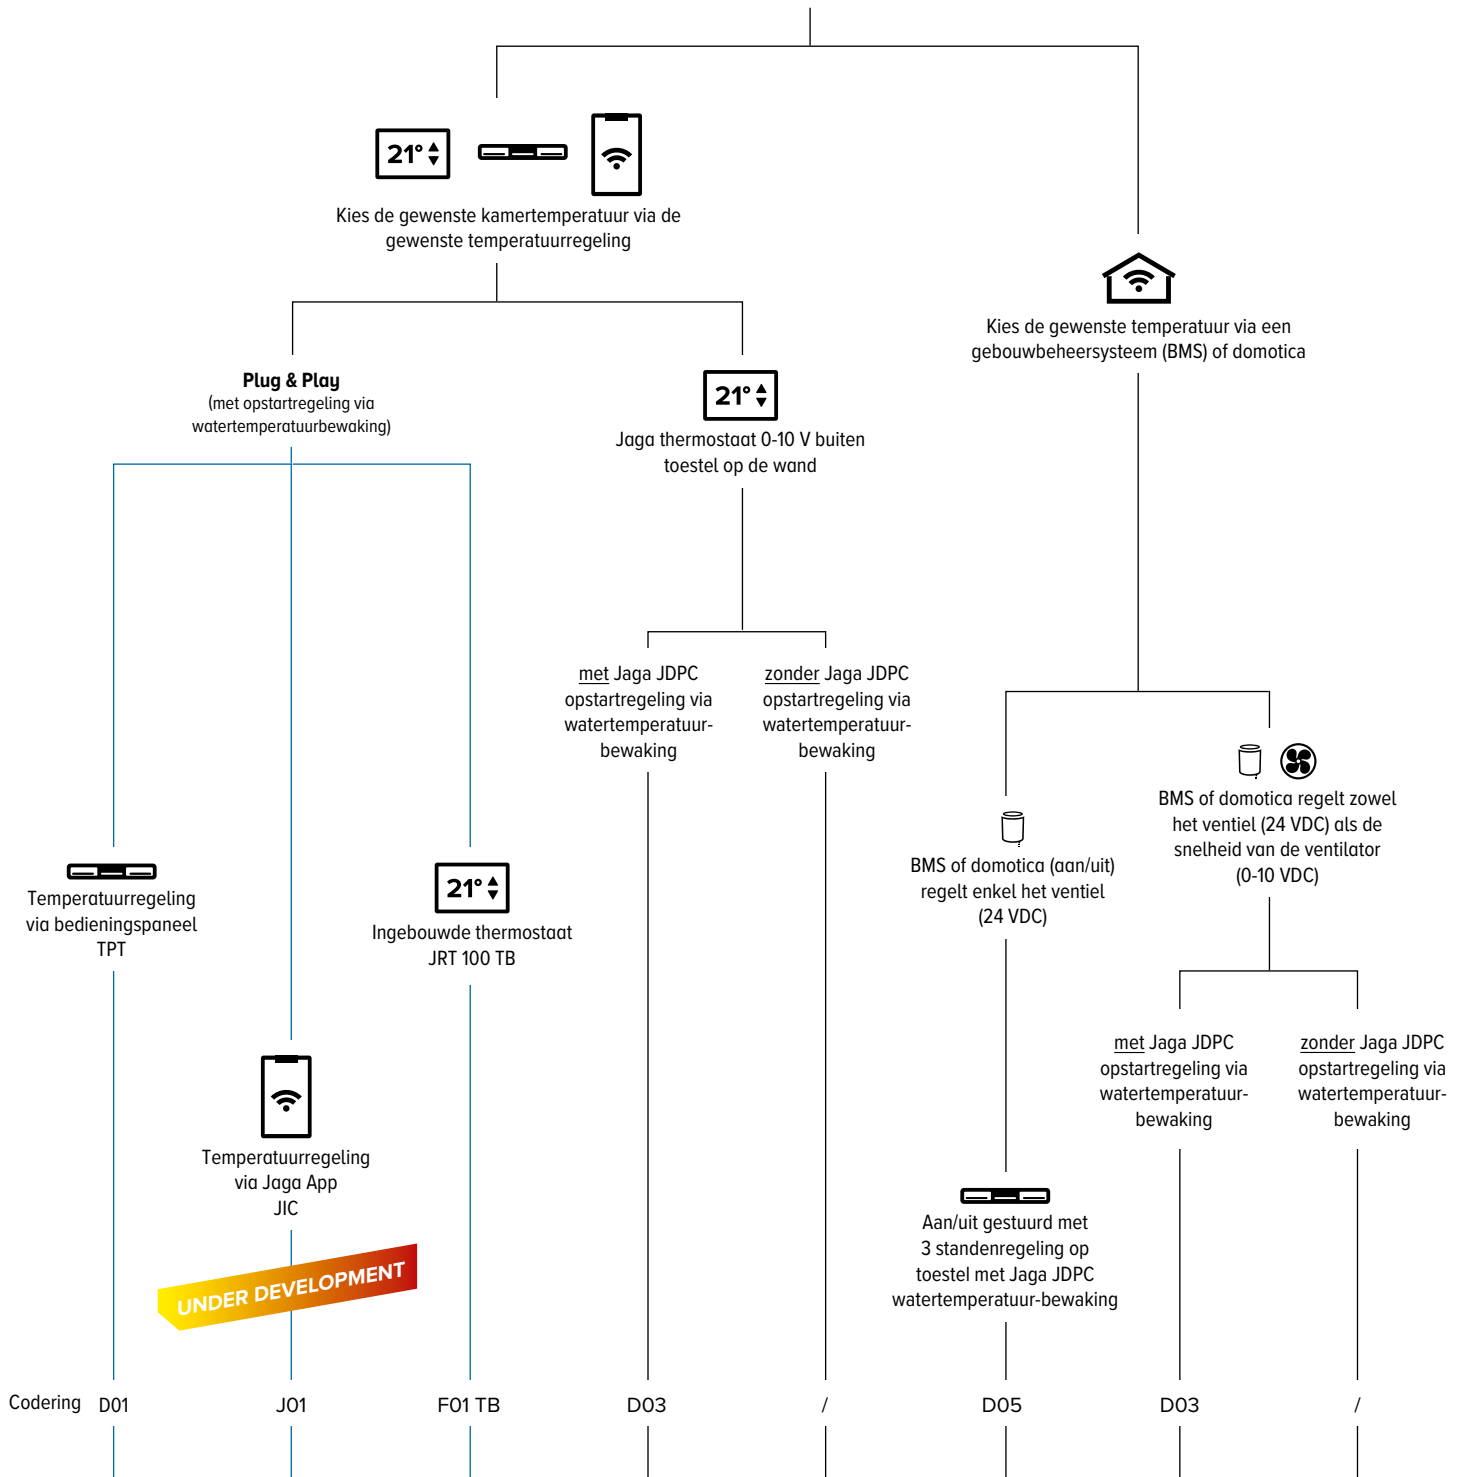 21°
Kies de gewenste kamertemperatuur via de
gewenste temperatuurregeling
Kies de gewenste temperatuur via een
gebouwbeheersysteem (BMS) of domotica
Plug & Play
(met opstartregeling via
watertemperatuurbewaking)
21°
Jaga thermostaat 0-10 V buiten
toestel op de wand
met Jaga JDPC
opstartregeling via
watertemperatuur-
bewaking
zonder Jaga JDPC
opstartregeling via
watertemperatuur-
bewaking
BMS of domotica regelt zowel
het ventiel (24 VDC) als de
snelheid van de ventilator
(0-10 VDC)
BMS of domotica (aan/uit)
regelt enkel het ventiel
(24 VDC)
Temperatuurregeling
via bedieningspaneel
TPT
21°
Ingebouwde thermostaat
JRT 100 TB
met Jaga JDPC
opstartregeling via
watertemperatuur-
bewaking
zonder Jaga JDPC
opstartregeling via
watertemperatuur-
bewaking
Temperatuurregeling
via Jaga App
JIC
Aan/uit gestuurd met
3 standenregeling op
toestel met Jaga JDPC
watertemperatuur-bewaking
UNDER DEVELOPMENT
Codering D01 J01 F01 TB D03 / D05 D03 /